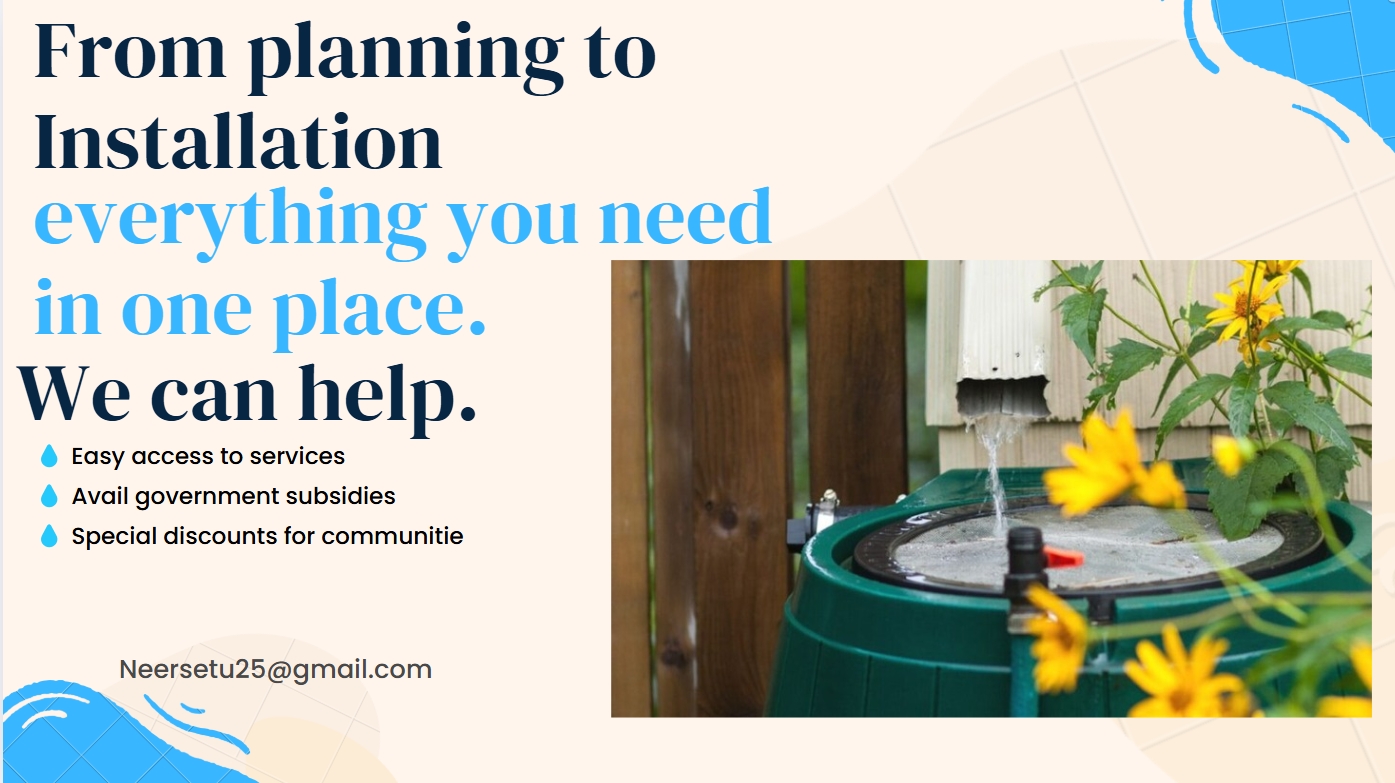 From planning to
Installation
everything you need
in one place.
We can help.
Easy access to services
Avail government subsidies
Special discounts for communitie
Neersetu25@gmail.com